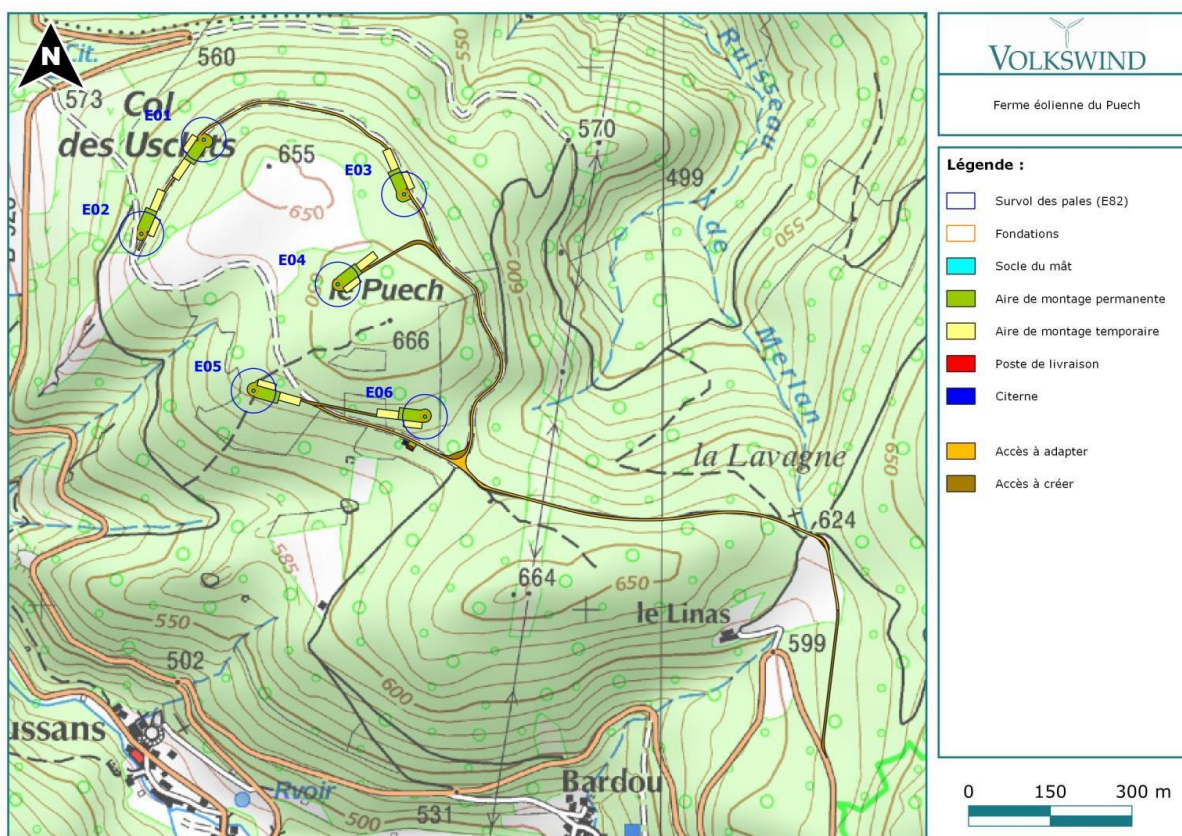 N
Cit.
573
560
550
Col
des Uschets
E01
655
650
E02
E03
E04
le Puech
666
E05
E06
570
499
600
Ruisseau
de
Merlan
550
650
la Lavagne
624
664
650
le Linas
599
585
550
502
600
ussans
Rvoir
531
500
Bardou
VOLKSWIND
Ferme éolienne du Puech
Légende :
Survol des pales (E82)
Fondations
Socle du mât
Aire de montage permanente
Aire de montage temporaire
Poste de livraison
Citerne
Accès à adapter
Accès à créer
0 150 300 m